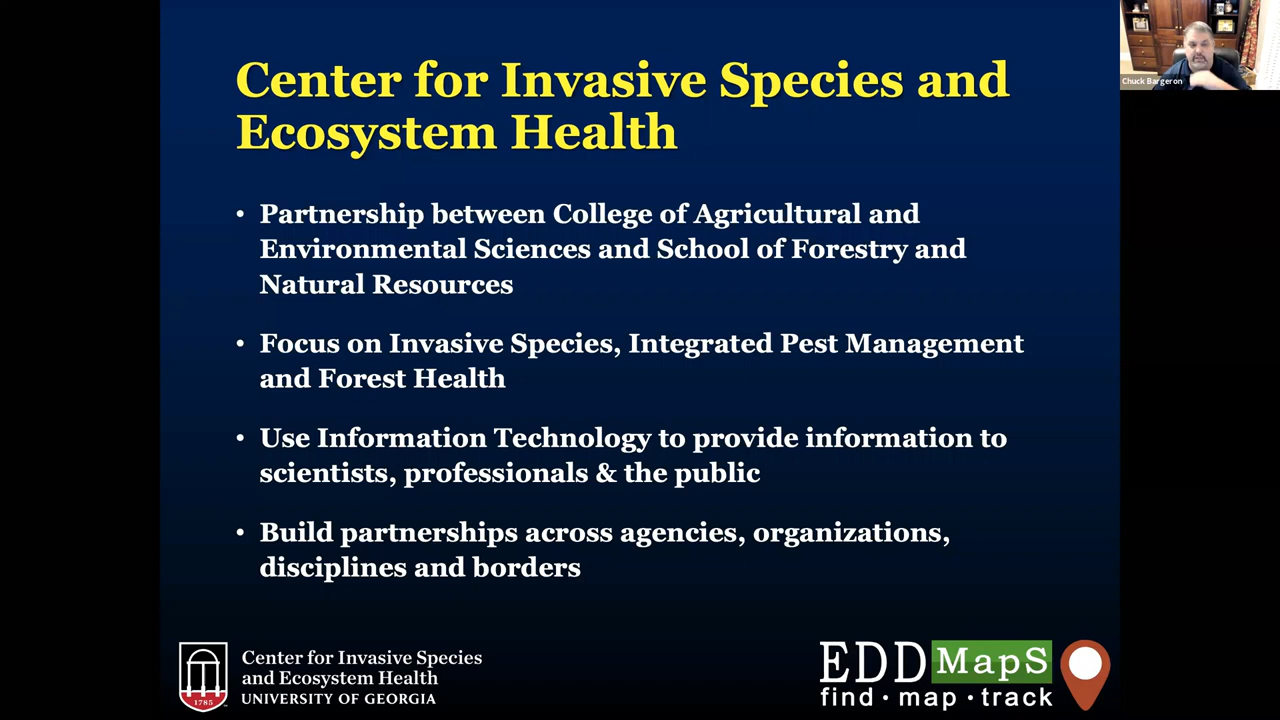 Center for Invasive Species and
Ecosystem Health
• Partnership between College of Agricultural and
Environmental Sciences and School of Forestry and
Natural Resources
• Focus on Invasive Species, Integrated Pest Management
and Forest Health
• Use Information Technology to provide information to
scientists, professionals & the public
• Build partnerships across agencies, organizations,
disciplines and borders
1785
Center for Invasive Species
and Ecosystem Health
UNIVERSITY OF GEORGIA
EDDMapS
find · map · track
Chuck Bargeron